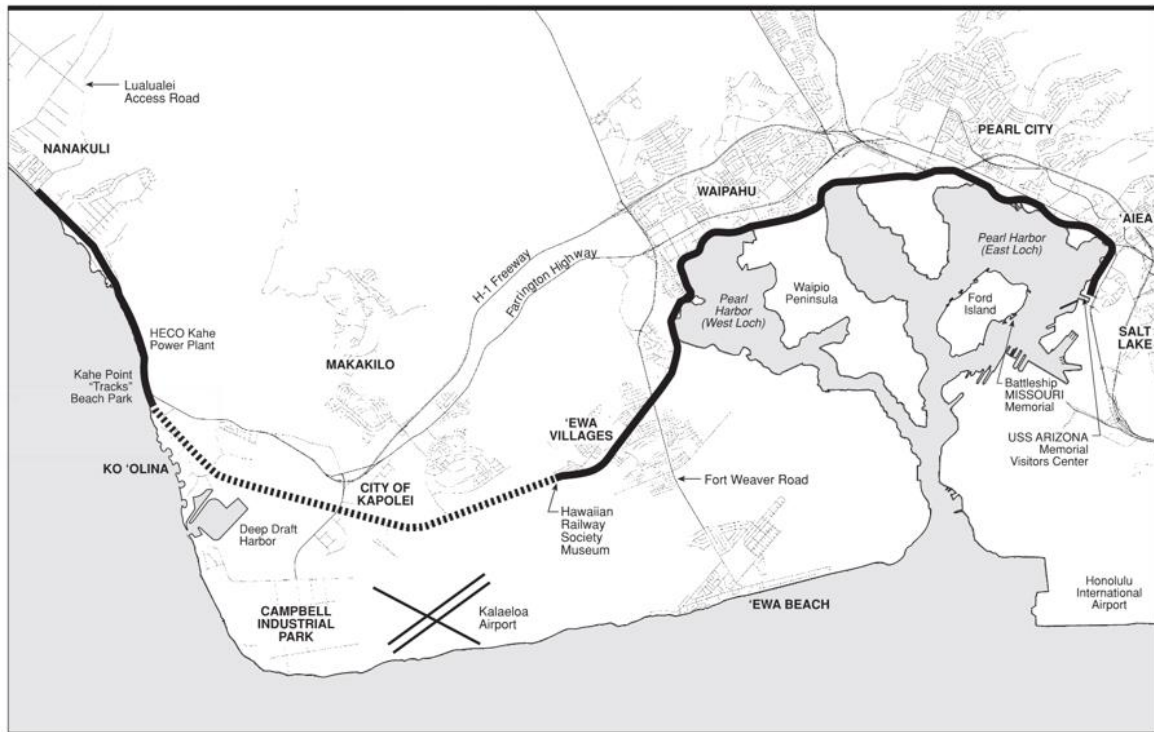 Lualualei
Access Road
NANAKULI
PEARL CITY
WAIPAHU
‘AIEA
Pearl Harbor
(East Loch)
H-1 Freeway
Farrington Highway
Waipio
Peninsula
Ford
Island
Pearl
Harbor
(West Loch)
HECO Kahe
Power Plant
SALT
LAKE
MAKAKILO
Kahe Point
“Tracks”
Beach Park
Battleship
MISSOURI
Memorial
‘EWA
VILLAGES
USS ARIZONA
Memorial
Visitors Center
KO ‘OLINA
CITY OF
KAPOLEI
Fort Weaver Road
Hawaiian
Railway
Society
Museum
Deep Draft
Harbor
Honolulu
International
Airport
‘EWA BEACH
CAMPBELL
INDUSTRIAL
PARK
Kalaeloa
Airport